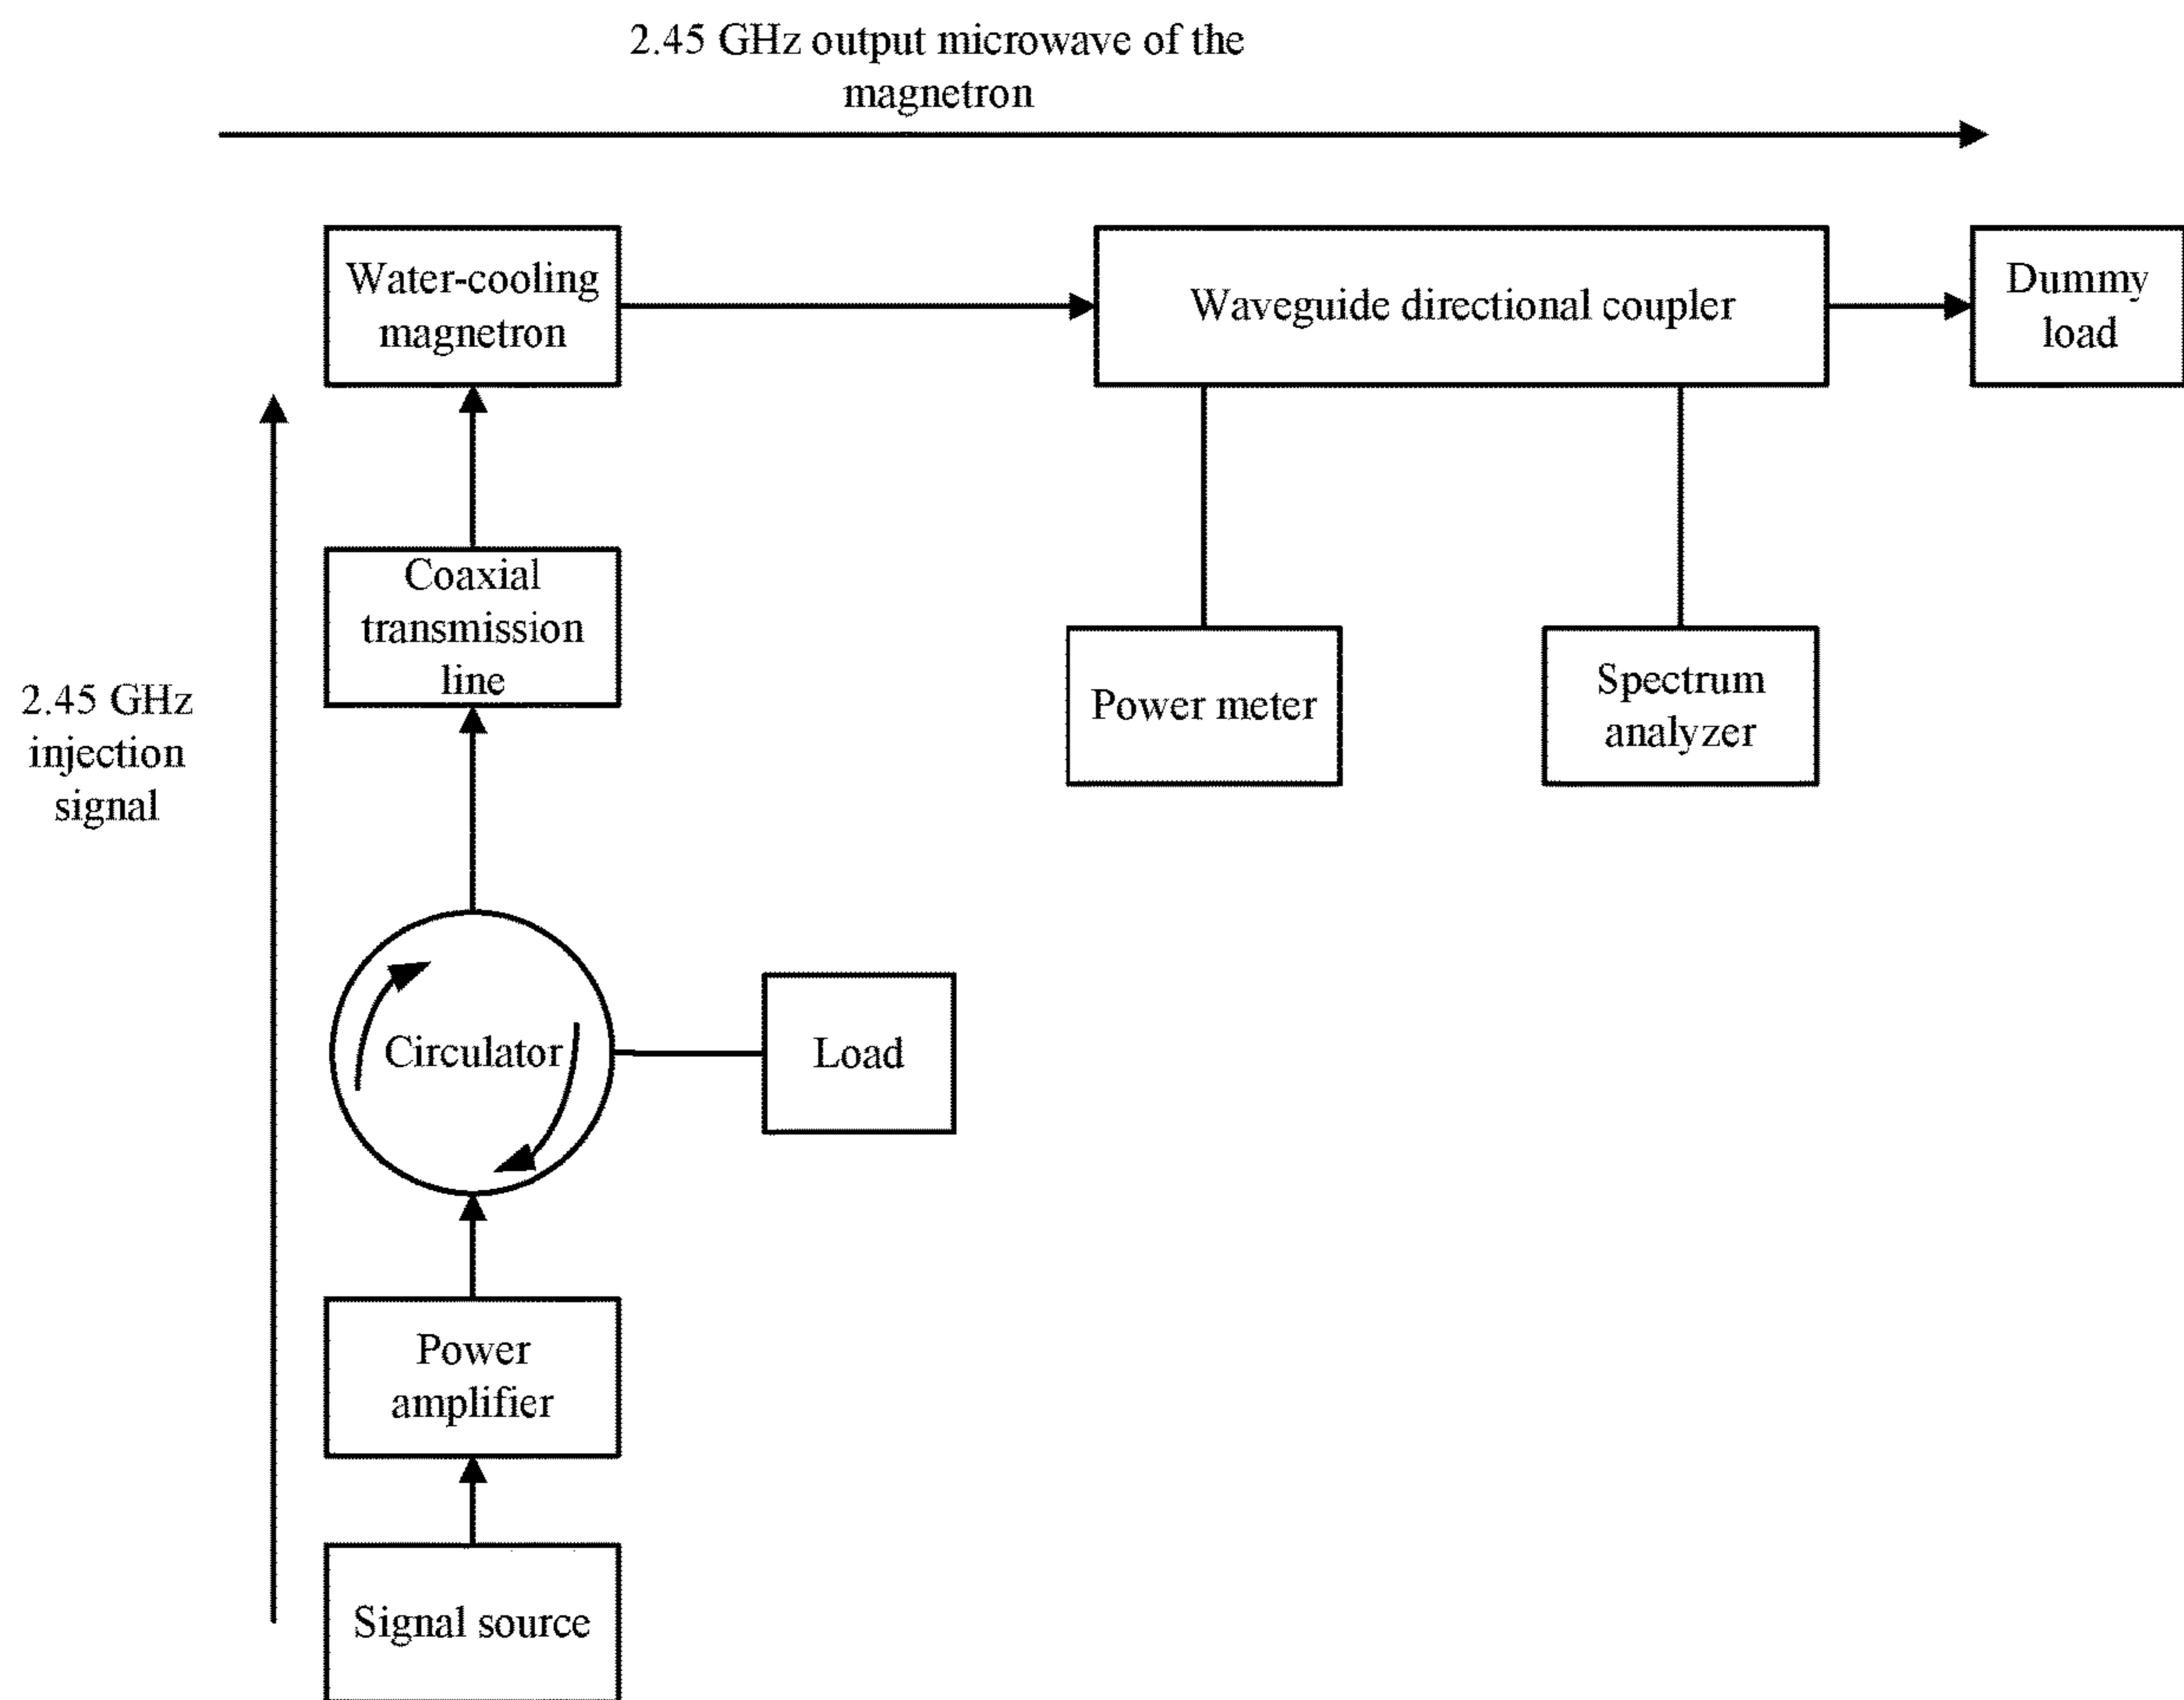 2.45 GHz output microwave of the
magnetron
Water-cooling
magnetron
Waveguide directional coupler
Dummy
load
Coaxial
transmission
line
2.45 GHz
injection
signal
Power meter
Spectrum
analyzer
Circulator
Load
Power
amplifier
Signal source